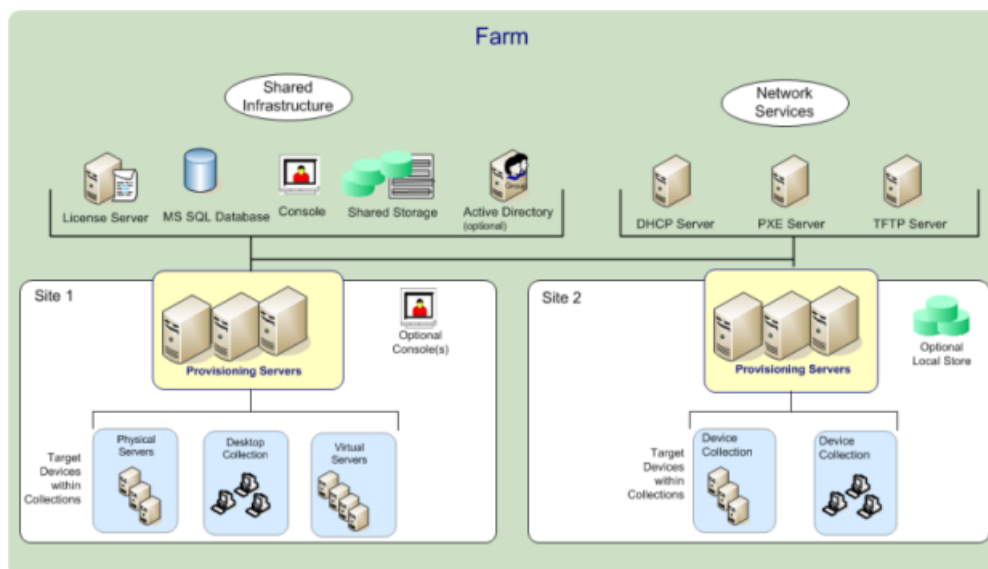 Farm
Shared
Infrastructure
Network
Services
License Server
MS SQL Database
Console
Shared Storage
Group
Active Directory
(optional)
DHCP Server
PXE Server
TFTP Server
Site 1
Provisioning Servers
Optional
Console(s)
Target
Devices
within
Collections
Physical
Servers
Desktop
Collection
Virtual
Servers
Site 2
Provisioning Servers
Optional
Local Store
Target
Devices
within
Collections
Device
Collection
Device
Collection